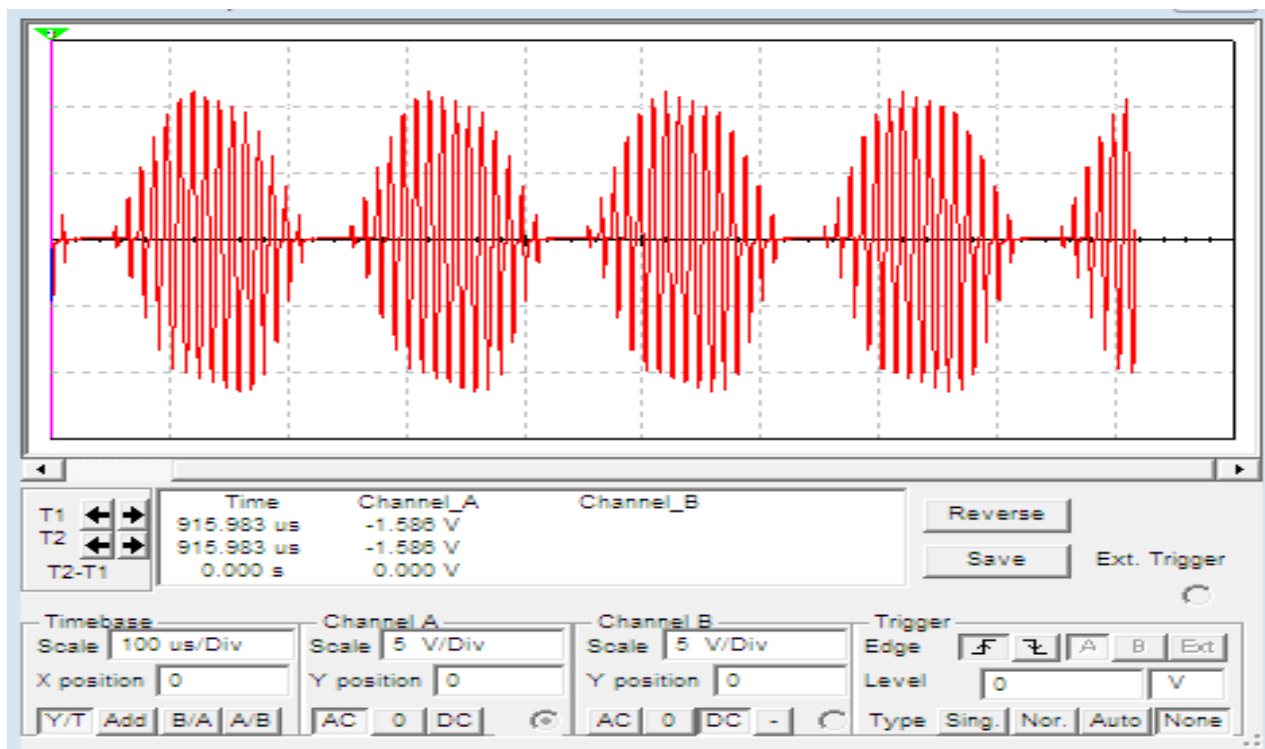 Time Channel_A Channel_B
T1 915.983 us -1.586 V
T2 915.983 us -1.586 V
T2-T1 0.000 s 0.000 V
Reverse
Save
Ext. Trigger
Timebase
Scale 100 us/Div
X position 0
Y/T Add B/A A/B
Channel A
Scale 5 V/Div
Y position 0
AC 0 DC
Channel B
Scale 5 V/Div
Y position 0
AC 0 DC -
Trigger
Edge A B Ext
Level 0 V
Type Sing. Nor. Auto None